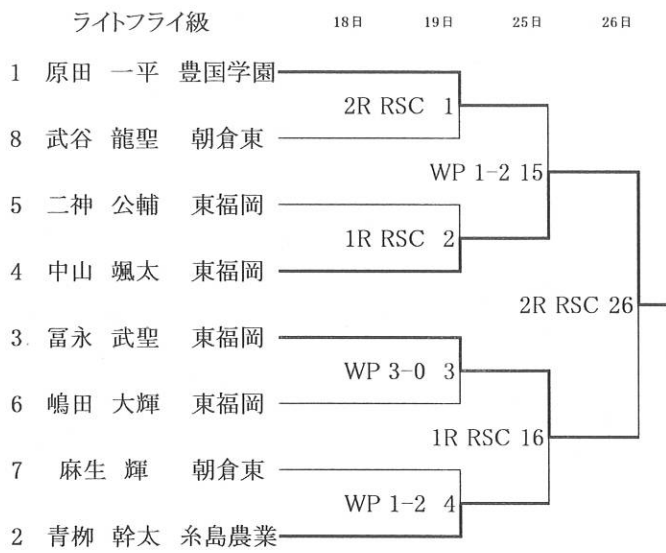 ライトフライ級 18日 19日 25日 26日
1 原田 一平 豊国学園
2R RSC 1
8 武谷 龍聖 朝倉東
WP 1-2 15
5 二神 公輔 東福岡
1R RSC 2
4 中山 颯太 東福岡
2R RSC 26
3 冨永 武聖 東福岡
WP 3-0 3
6 嶋田 大輝 東福岡
1R RSC 16
7 麻生 輝 朝倉東
WP 1-2 4
2 青栁 幹太 糸島農業